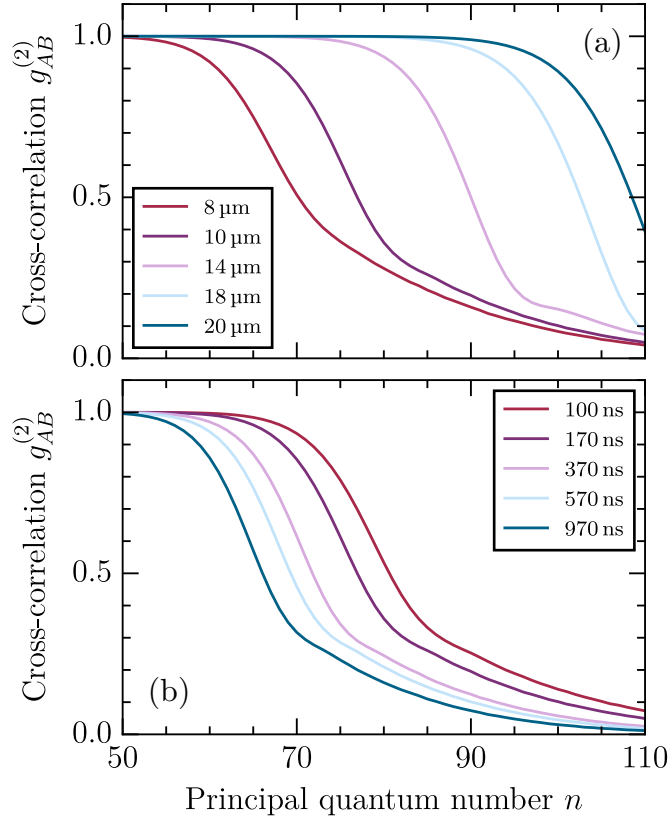 1.0
0.5
0.0
Cross-correlation g_{AB}^{(2)}
(a)
8 µm
10 µm
14 µm
18 µm
20 µm
1.0
0.5
0.0
Cross-correlation g_{AB}^{(2)}
(b)
100 ns
170 ns
370 ns
570 ns
970 ns
50 70 90 110
Principal quantum number n